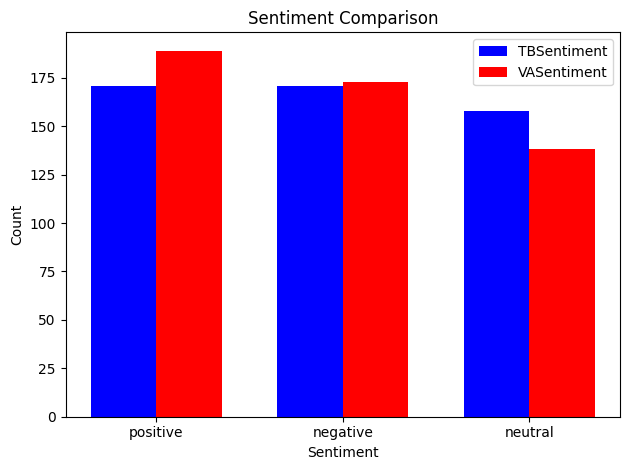 Sentiment Comparison
TBSentiment
VASentiment
Count
175
150
125
100
75
50
25
0
positive
negative
neutral
Sentiment